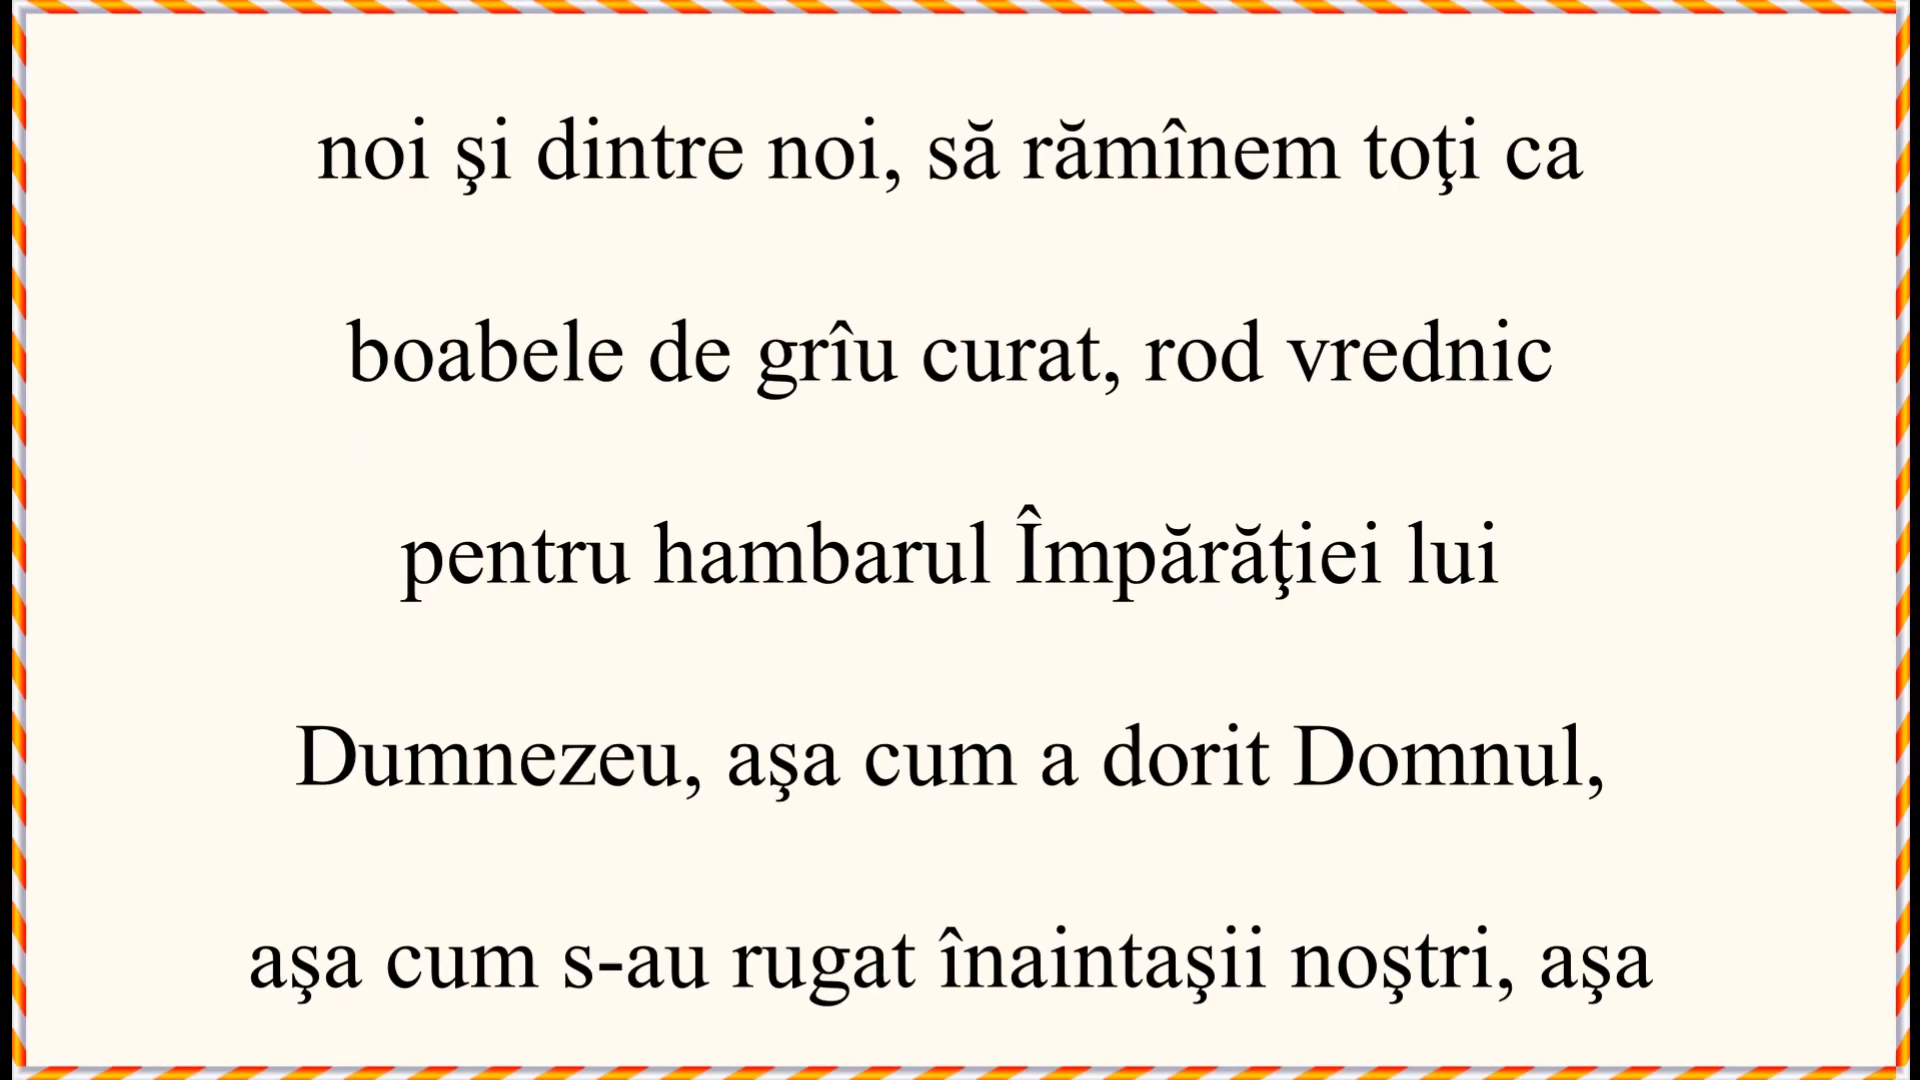 noi şi dintre noi, să rămînem toţi ca
boabele de grîu curat, rod vrednic
pentru hambarul Împărăţiei lui
Dumnezeu, aşa cum a dorit Domnul,
aşa cum s-au rugat înaintaşii noştri, aşa